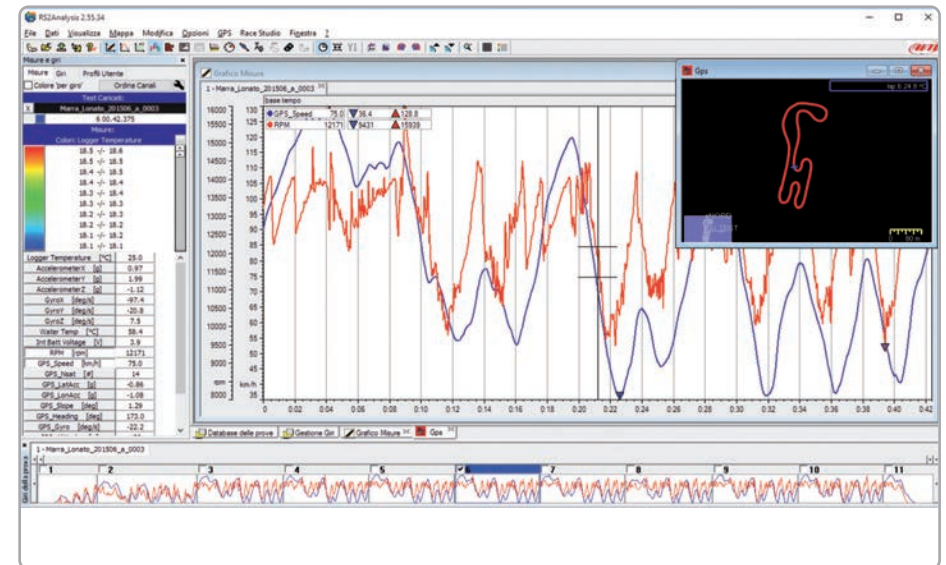 RS2Analysis 2.55.34
File Dati Visualizza Mappa Modifica Opzioni GPS Race Studio Finestra ?
Misure e giri
Misure Giri Profili Utente
Colore 'per giro' Ordina Canali
Test Caricati:
Marra_Lonato_201506_a_0003
6 00.42.375
Misure:
Colori: Logger Temperature
18.5 -/- 18.6
18.5 -/- 18.5
18.4 -/- 18.5
18.4 -/- 18.4
18.3 -/- 18.4
18.3 -/- 18.3
18.2 -/- 18.3
18.2 -/- 18.2
18.1 -/- 18.2
18.1 -/- 18.1
Logger Temperature [°C] 25.0
AccelerometerX [g] 0.97
AccelerometerY [g] 1.99
AccelerometerZ [g] -1.12
GyroX [deg/s] -97.4
GyroY [deg/s] -20.8
GyroZ [deg/s] 7.5
Water Temp [°C] 58.4
Int Batt Voltage [V] 3.9
RPM [rpm] 12171
GPS_Speed [km/h] 75.0
GPS_Nsat [#] 14
GPS_LatAcc [g] -0.86
GPS_LonAcc [g] -1.08
GPS_Slope [deg] 1.29
GPS_Heading [deg] 173.0
GPS_Gyro [deg/s] -22.2
Grafico Misure
1 - Marra_Lonato_201506_a_0003
base tempo
GPS_Speed 75.0 36.4 128.8
RPM 12171 9431 15939
16000 130
125
15500 120
15000 115
14500 110
14000 105
13500 100
95
13000 90
12500 85
12000 80
11500 75
11000 70
65
10500 60
10000 55
9500 50
9000 45
rpm km/h
8000 35
0 0:02 0:04 0:06 0:08 0:10 0:12 0:14 0:16 0:18 0:20 0:22 0:24 0:26 0:28 0:30 0:32 0:34 0:36 0:38 0:40 0:42
Gps
0 90 m
Database delle prove Gestione Giri Grafico Misure Gps
Giri della prova
1 - Marra_Lonato_201506_a_0003
1 2 3 4 5 6 7 8 9 10 11